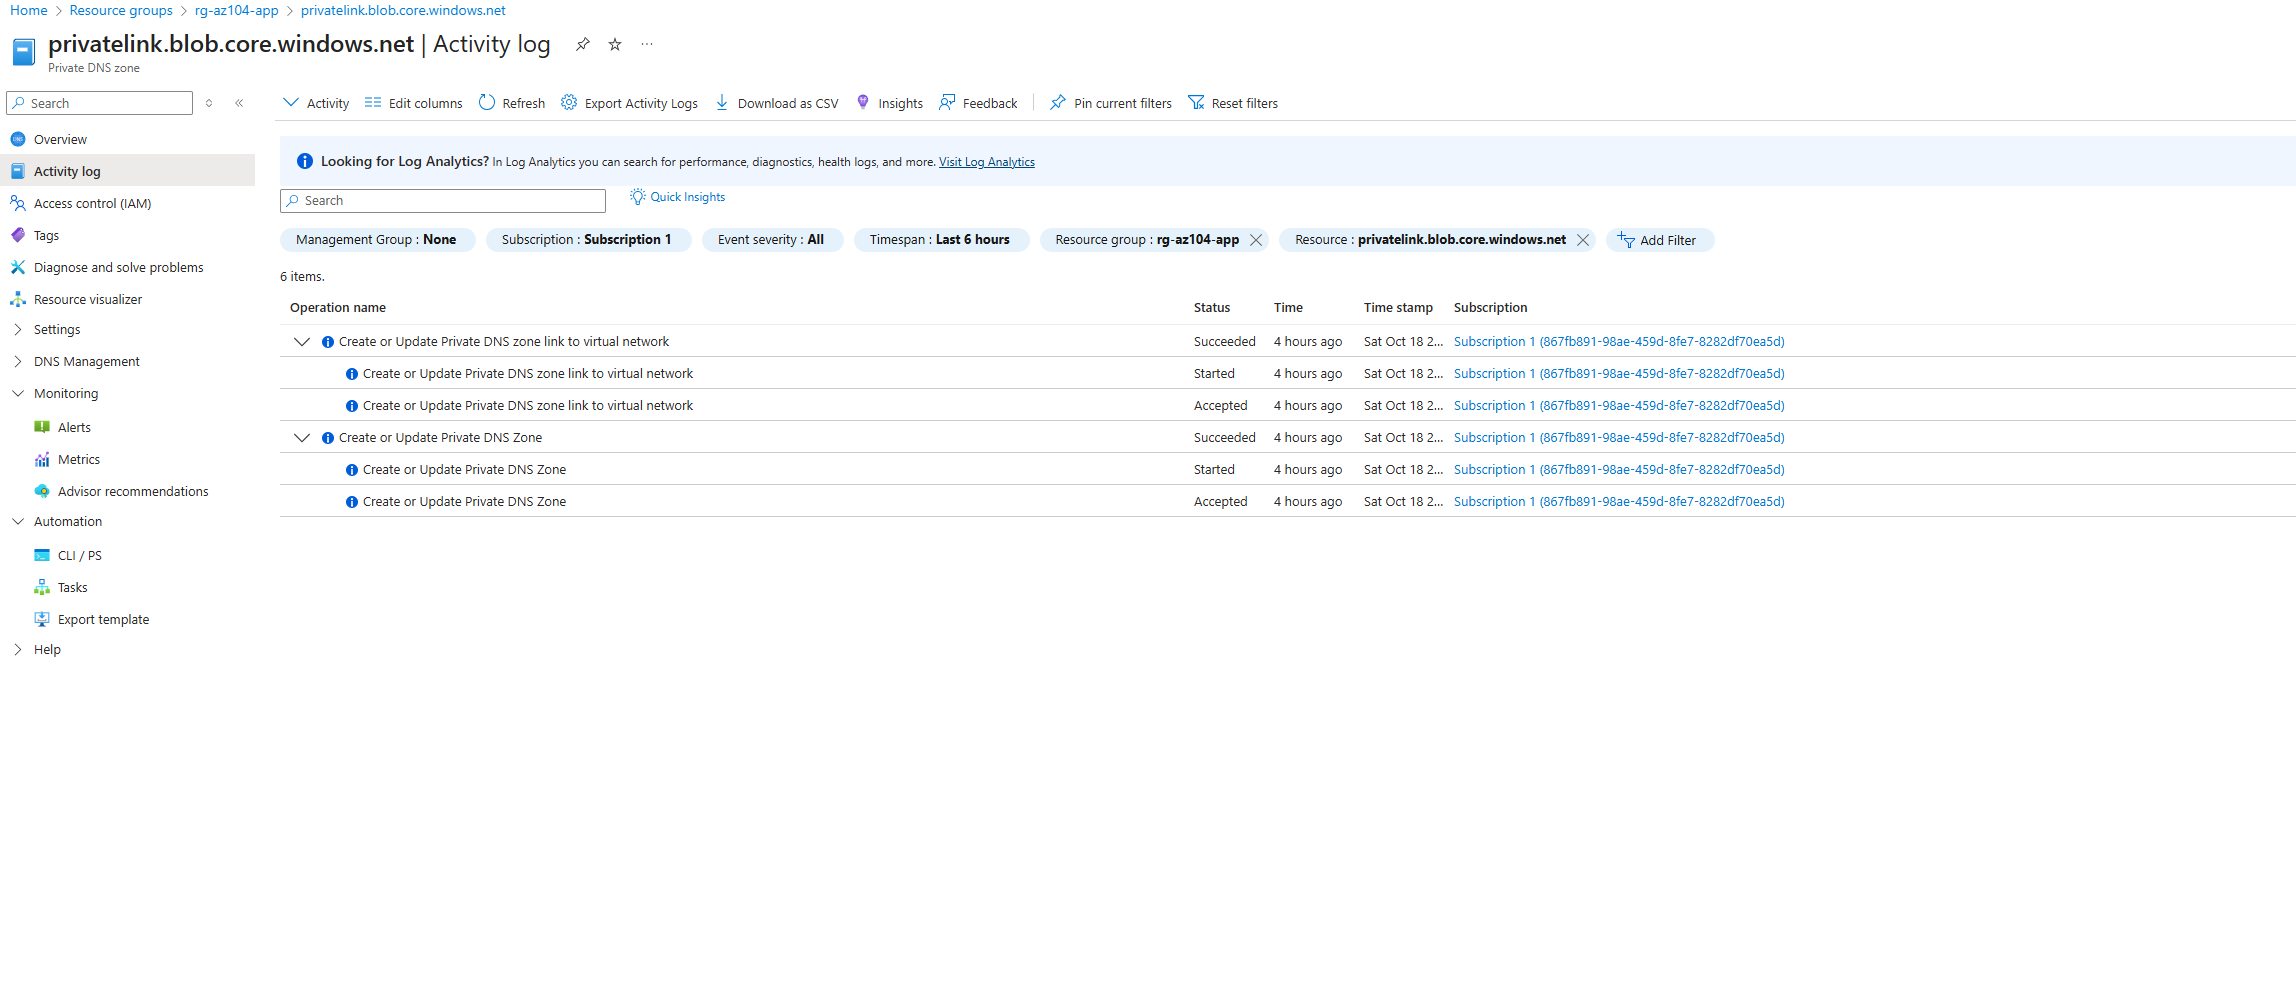 Home > Resource groups > rg-az104-app > privatelink.blob.core.windows.net
privatelink.blob.core.windows.net | Activity log
Private DNS zone
Search
Activity Edit columns Refresh Export Activity Logs Download as CSV Insights Feedback Pin current filters Reset filters
Overview
Activity log
Access control (IAM)
Tags
Diagnose and solve problems
Resource visualizer
Settings
DNS Management
Monitoring
Alerts
Metrics
Advisor recommendations
Automation
CLI / PS
Tasks
Export template
Help
Looking for Log Analytics? In Log Analytics you can search for performance, diagnostics, health logs, and more. Visit Log Analytics
Search Quick Insights
Management Group : None Subscription : Subscription 1 Event severity : All Timespan : Last 6 hours Resource group : rg-az104-app Resource : privatelink.blob.core.windows.net Add Filter
6 items.
Operation name Status Time Time stamp Subscription
Create or Update Private DNS zone link to virtual network Succeeded 4 hours ago Sat Oct 18 2... Subscription 1 (867fb891-98ae-459d-8fe7-8282df70ea5d)
Create or Update Private DNS zone link to virtual network Started 4 hours ago Sat Oct 18 2... Subscription 1 (867fb891-98ae-459d-8fe7-8282df70ea5d)
Create or Update Private DNS zone link to virtual network Accepted 4 hours ago Sat Oct 18 2... Subscription 1 (867fb891-98ae-459d-8fe7-8282df70ea5d)
Create or Update Private DNS Zone Succeeded 4 hours ago Sat Oct 18 2... Subscription 1 (867fb891-98ae-459d-8fe7-8282df70ea5d)
Create or Update Private DNS Zone Started 4 hours ago Sat Oct 18 2... Subscription 1 (867fb891-98ae-459d-8fe7-8282df70ea5d)
Create or Update Private DNS Zone Accepted 4 hours ago Sat Oct 18 2... Subscription 1 (867fb891-98ae-459d-8fe7-8282df70ea5d)